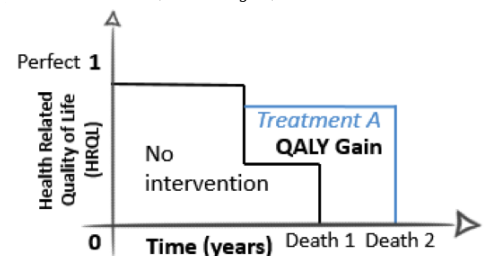 Perfect 1
Health Related
Quality of Life
(HRQL)
Treatment A
QALY Gain
No
intervention
0
Time (years)
Death 1
Death 2